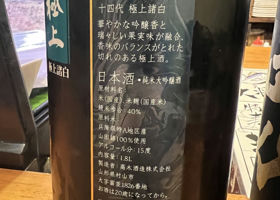 極上
極上諸白
十四代 極上諸白
華やかな吟醸香と
瑞々しい果実味が融合。
香味のバランスがとれた
切れのある極上酒。
日本酒 ・純米大吟醸酒
原材料名
米(国産)、米麹(国産米)
精米歩合 40%
原料米
兵庫県特A地区産
山田錦100%使用
アルコール分:15度
容量:1.8L
製造者:高木酒造株式会社
山形県村山市
大字富並1826番地
お酒は20歳になってから。